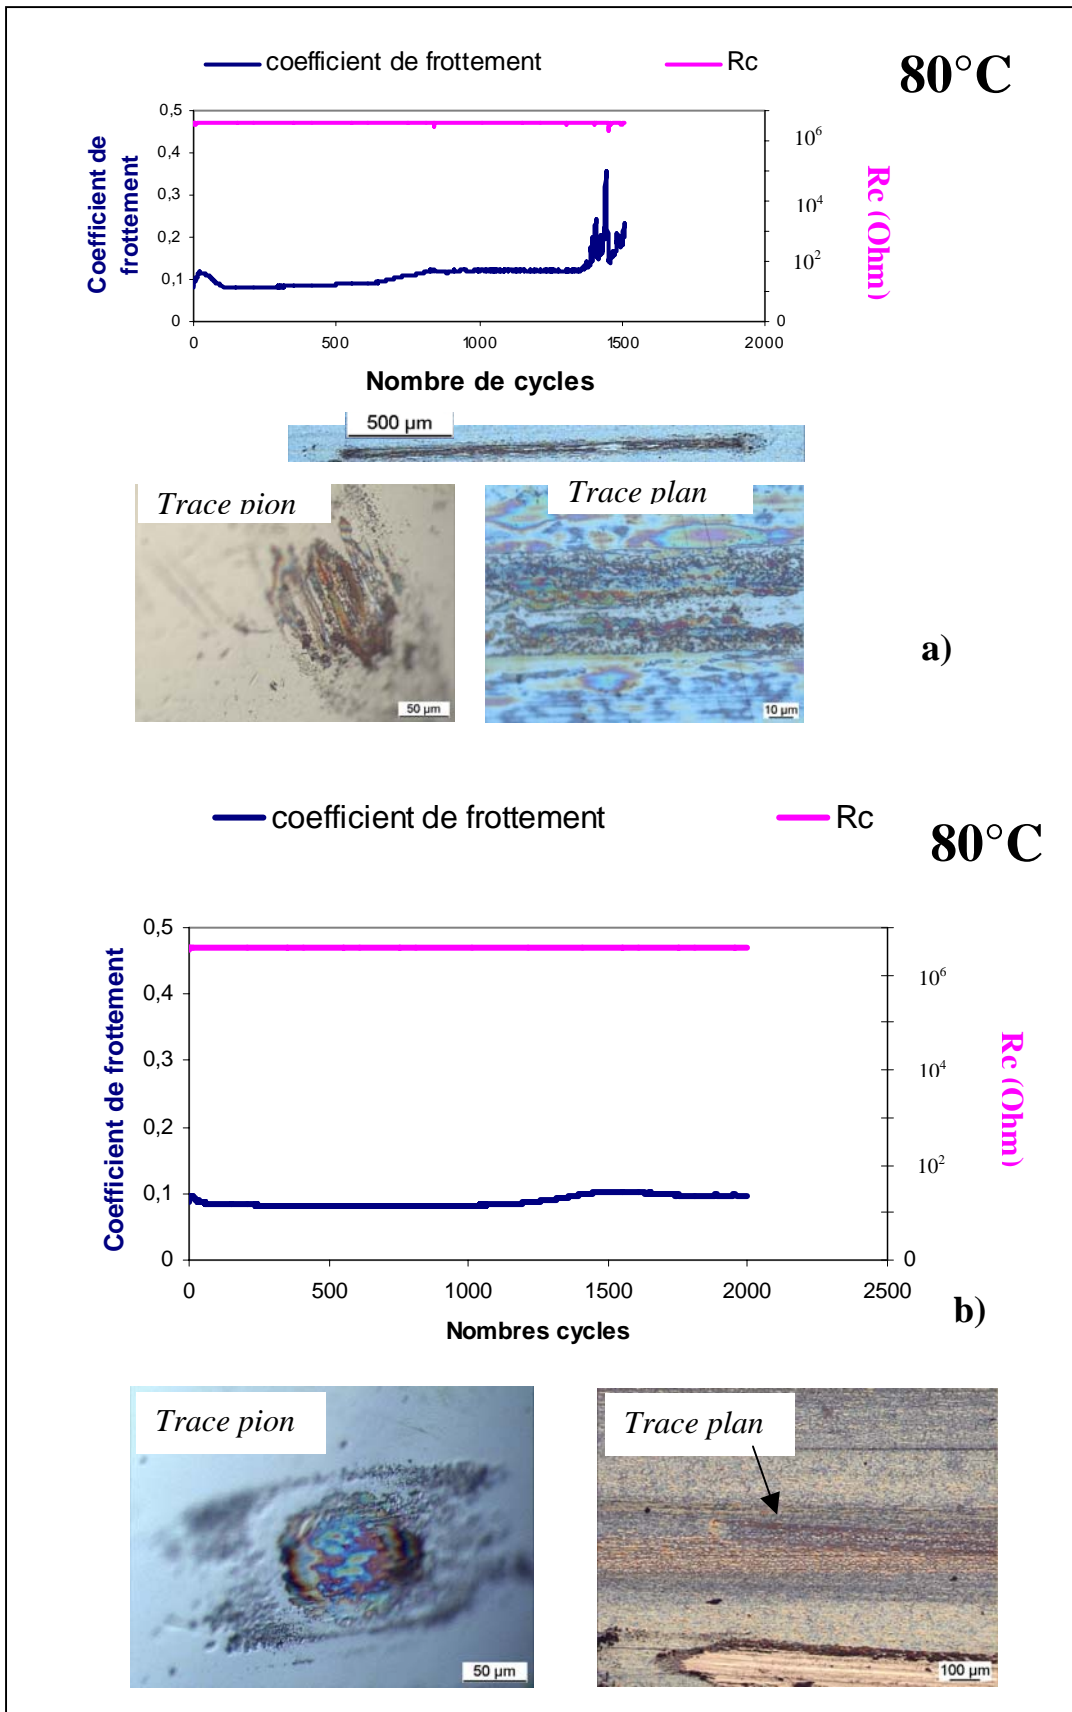 coefficient de frottement Rc
80°C
Coefficient de frottement
0,5
0,4
0,3
0,2
0,1
0
10⁶
10⁴
10²
0
Rc (Ohm)
0 500 1000 1500 2000
Nombre de cycles
500 µm
Trace pion
Trace plan
50 µm
10 µm
a)
coefficient de frottement Rc
80°C
Coefficient de frottement
0,5
0,4
0,3
0,2
0,1
0
10⁶
10⁴
10²
0
Rc (Ohm)
0 500 1000 1500 2000 2500
Nombres cycles
b)
Trace pion
Trace plan
50 µm
100 µm